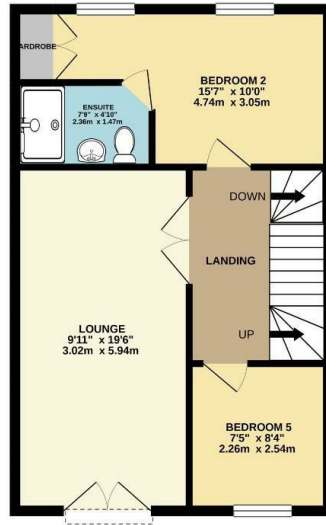 ARDROBE
BEDROOM 2
15'7" x 10'0"
4.74m x 3.05m
ENSUITE
7'9" x 4'10"
2.36m x 1.47m
DOWN
LANDING
LOUNGE
9'11" x 19'6"
3.02m x 5.94m
UP
BEDROOM 5
7'5" x 8'4"
2.26m x 2.54m